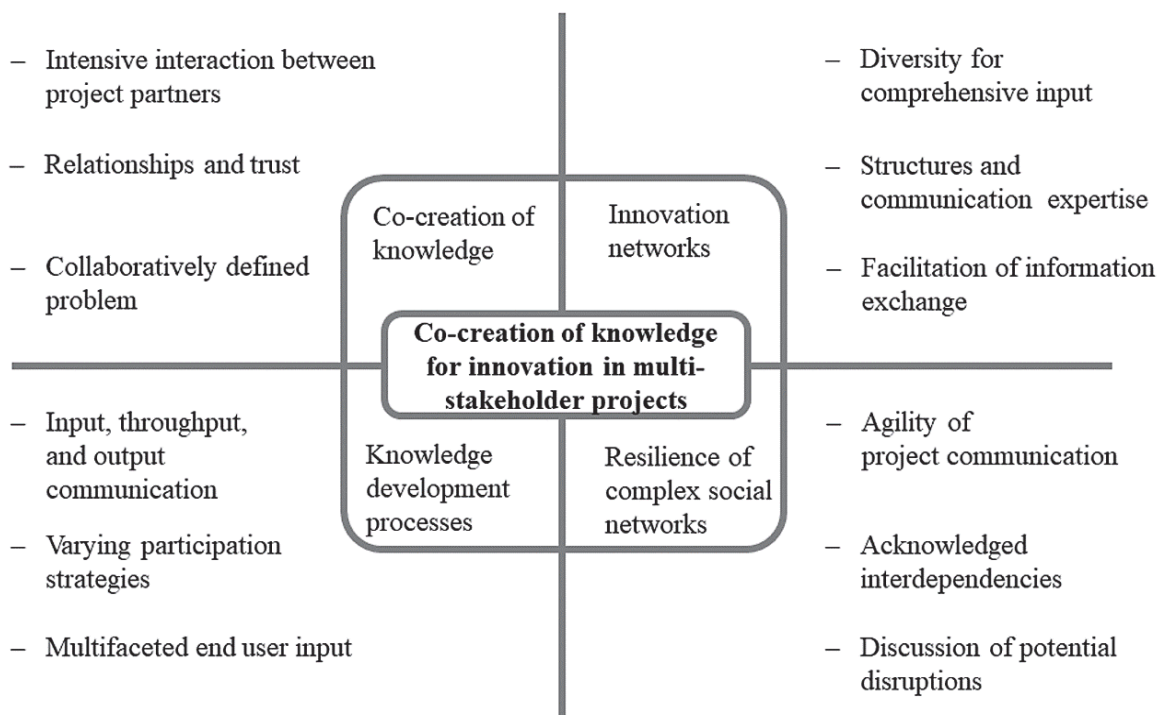 – Intensive interaction between
project partners
– Relationships and trust
– Collaboratively defined
problem
Co-creation of
knowledge
Innovation
networks
– Diversity for
comprehensive input
– Structures and
communication expertise
– Facilitation of information
exchange
Co-creation of knowledge
for innovation in multi-
stakeholder projects
– Input, throughput,
and output
communication
– Varying participation
strategies
– Multifaceted end user input
Knowledge
development
processes
Resilience of
complex social
networks
– Agility of
project communication
– Acknowledged
interdependencies
– Discussion of potential
disruptions